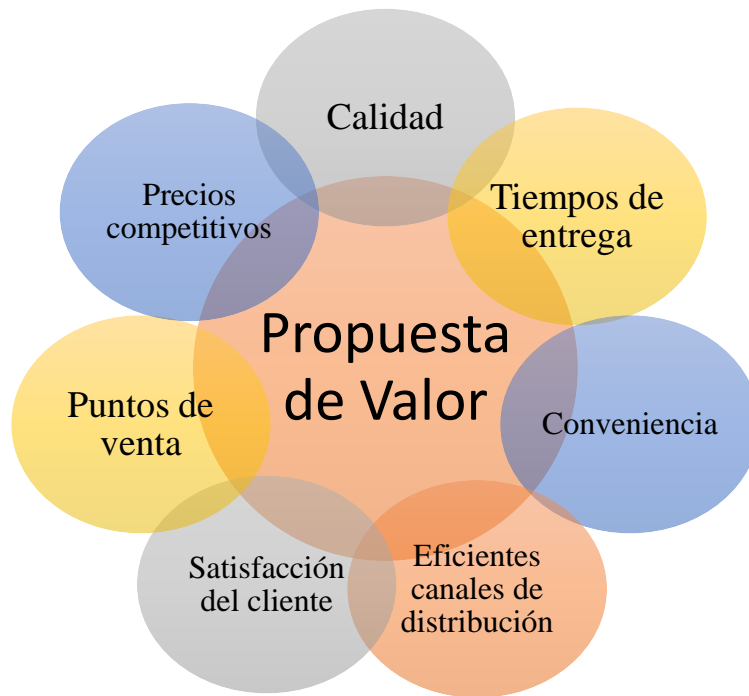 Calidad
Tiempos de
entrega
Conveniencia
Eficientes
canales de
distribución
Satisfacción
del cliente
Puntos de
venta
Precios
competitivos
Propuesta
de Valor